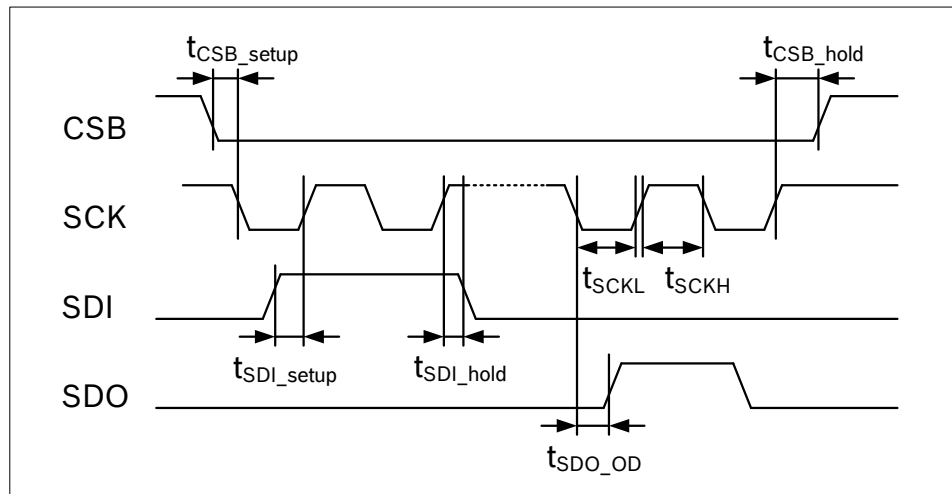 tCSB_setup
tCSB_hold
CSB
SCK
tSCKL
tSCKH
SDI
tSDI_setup
tSDI_hold
SDO
tSDO_OD